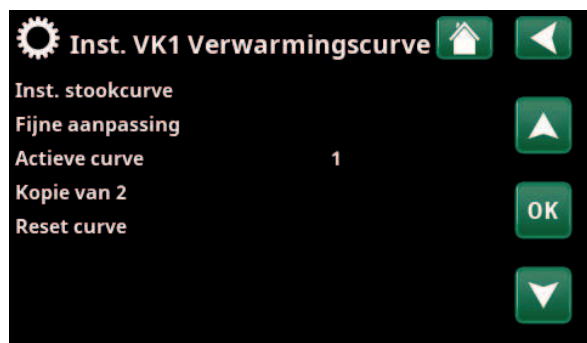 Inst. VK1 Verwarmingscurve
Inst. stookcurve
Fijne aanpassing
Actieve curve 1
Kopie van 2
Reset curve
OK